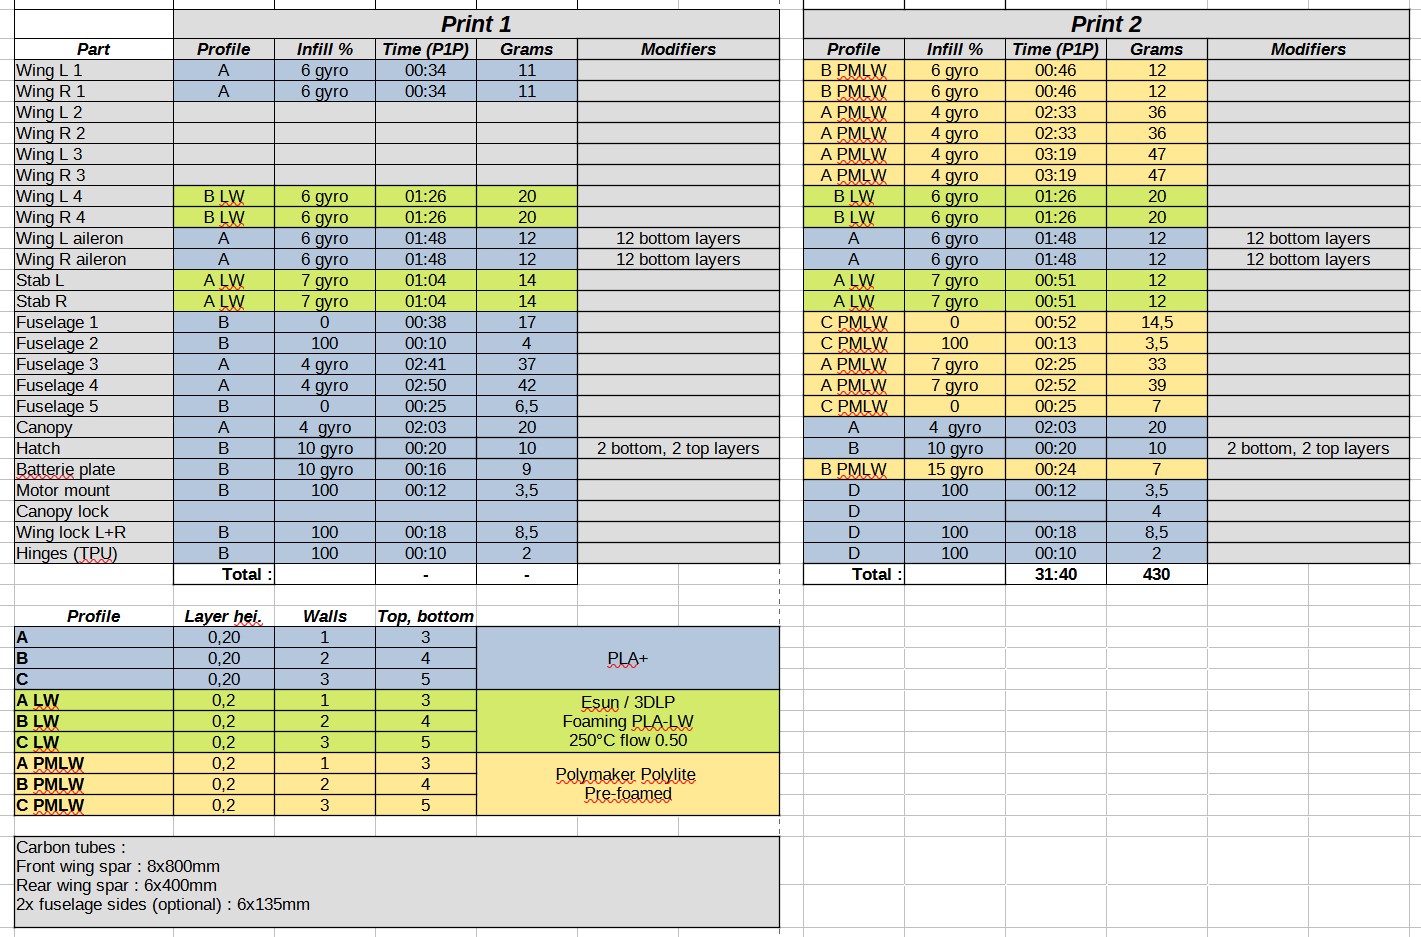 Print 1 Print 2
Part Profile Infill % Time (P1P) Grams Modifiers Profile Infill % Time (P1P) Grams Modifiers
Wing L 1 A 6 gyro 00:34 11 B PMLW 6 gyro 00:46 12
Wing R 1 A 6 gyro 00:34 11 B PMLW 6 gyro 00:46 12
Wing L 2 A PMLW 4 gyro 02:33 36
Wing R 2 A PMLW 4 gyro 02:33 36
Wing L 3 A PMLW 4 gyro 03:19 47
Wing R 3 A PMLW 4 gyro 03:19 47
Wing L 4 B LW 6 gyro 01:26 20 B LW 6 gyro 01:26 20
Wing R 4 B LW 6 gyro 01:26 20 B LW 6 gyro 01:26 20
Wing L aileron A 6 gyro 01:48 12 12 bottom layers A 6 gyro 01:48 12 12 bottom layers
Wing R aileron A 6 gyro 01:48 12 12 bottom layers A 6 gyro 01:48 12 12 bottom layers
Stab L A LW 7 gyro 01:04 14 A LW 7 gyro 00:51 12
Stab R A LW 7 gyro 01:04 14 A LW 7 gyro 00:51 12
Fuselage 1 B 0 00:38 17 C PMLW 0 00:52 14,5
Fuselage 2 B 100 00:10 4 C PMLW 100 00:13 3,5
Fuselage 3 A 4 gyro 02:41 37 A PMLW 7 gyro 02:25 33
Fuselage 4 A 4 gyro 02:50 42 A PMLW 7 gyro 02:52 39
Fuselage 5 B 0 00:25 6,5 C PMLW 0 00:25 7
Canopy A 4 gyro 02:03 20 A 4 gyro 02:03 20
Hatch B 10 gyro 00:20 10 2 bottom, 2 top layers B 10 gyro 00:20 10 2 bottom, 2 top layers
Batterie plate B 10 gyro 00:16 9 B PMLW 15 gyro 00:24 7
Motor mount B 100 00:12 3,5 D 100 00:12 3,5
Canopy lock D 4
Wing lock L+R B 100 00:18 8,5 D 100 00:18 8,5
Hinges (TPU) B 100 00:10 2 D 100 00:10 2
Total : - - Total : 31:40 430
Profile Layer hei. Walls Top, bottom
A 0,20 1 3
B 0,20 2 4 PLA+
C 0,20 3 5
A LW 0,2 1 3 Esun / 3DLP
B LW 0,2 2 4 Foaming PLA-LW
C LW 0,2 3 5 250°C flow 0.50
A PMLW 0,2 1 3 Polymaker Polylite
B PMLW 0,2 2 4 Pre-foamed
C PMLW 0,2 3 5
Carbon tubes :
Front wing spar : 8x800mm
Rear wing spar : 6x400mm
2x fuselage sides (optional) : 6x135mm